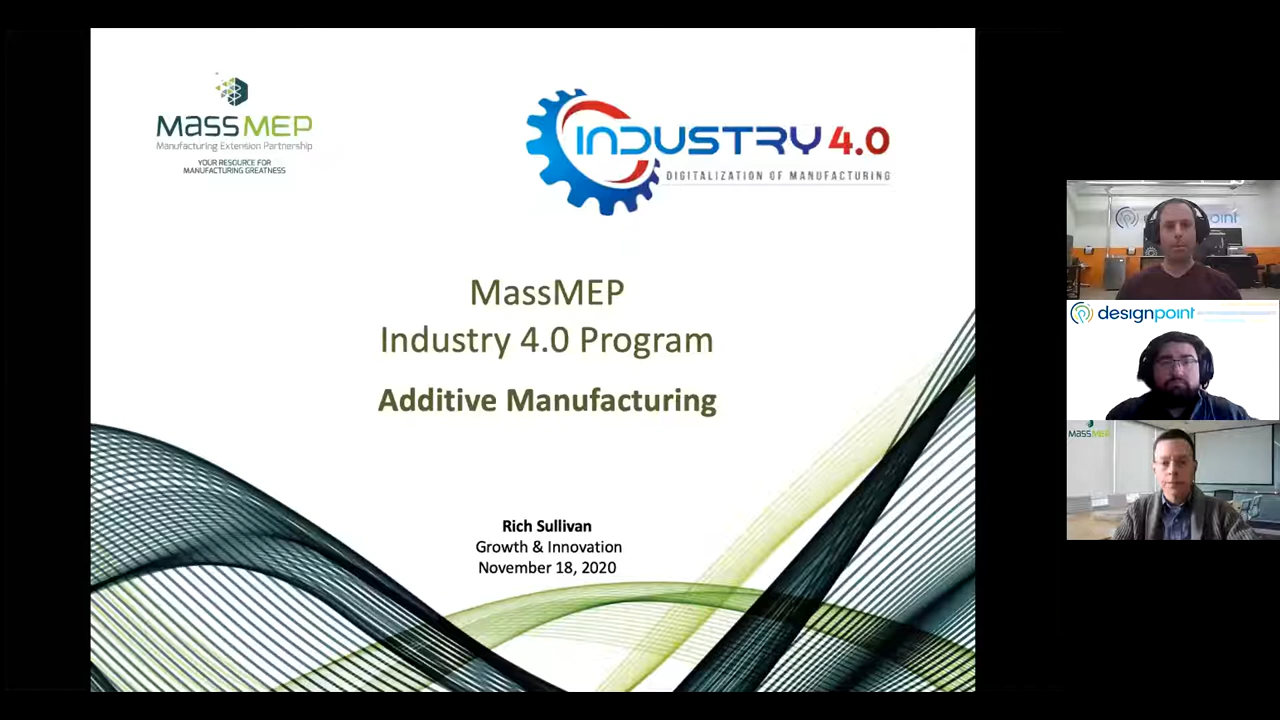 MassMEP
Manufacturing Extension Partnership
YOUR RESOURCE FOR
MANUFACTURING GREATNESS
INDUSTRY 4.0
DIGITALIZATION OF MANUFACTURING
MassMEP
Industry 4.0 Program
Additive Manufacturing
Rich Sullivan
Growth & Innovation
November 18, 2020
designpoint
MassMEP